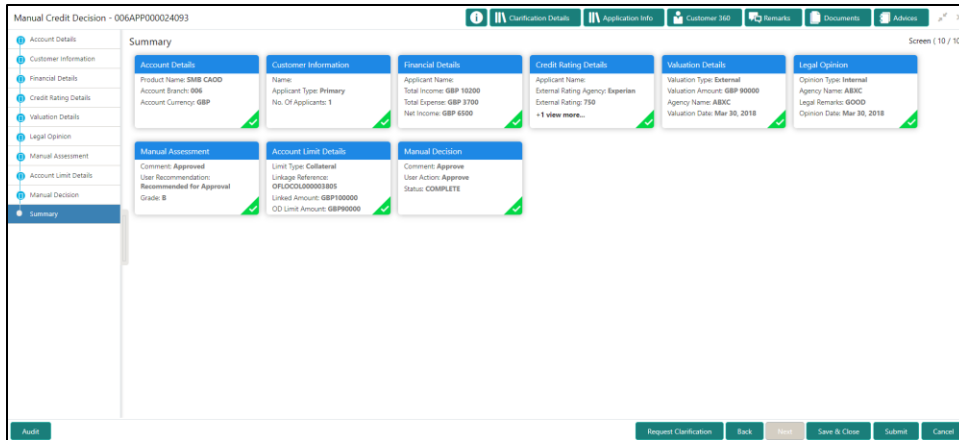 Manual Credit Decision - 006APP000024093
Clarification Details
Application Info
Customer 360
Remarks
Documents
Advices
Account Details
Customer Information
Financial Details
Credit Rating Details
Valuation Details
Legal Opinion
Manual Assessment
Account Limit Details
Manual Decision
Summary
Summary
Screen ( 10 / 10
Account Details
Product Name: SMB CAOD
Account Branch: 006
Account Currency: GBP
Customer Information
Name:
Applicant Type: Primary
No. Of Applicants: 1
Financial Details
Applicant Name:
Total Income: GBP 10200
Total Expense: GBP 3700
Net Income: GBP 6500
Credit Rating Details
Applicant Name:
External Rating Agency: Experian
External Rating: 750
+1 view more...
Valuation Details
Valuation Type: External
Valuation Amount: GBP 90000
Agency Name: ABXC
Valuation Date: Mar 30, 2018
Legal Opinion
Opinion Type: Internal
Agency Name: ABXC
Legal Remarks: GOOD
Opinion Date: Mar 30, 2018
Manual Assessment
Comment: Approved
User Recommendation:
Recommended for Approval
Grade: B
Account Limit Details
Limit Type: Collateral
Linkage Reference:
OFLOCOL000003805
Linked Amount: GBP100000
OD Limit Amount: GBP90000
Manual Decision
Comment: Approve
User Action: Approve
Status: COMPLETE
Audit
Request Clarification
Back
Next
Save & Close
Submit
Cancel